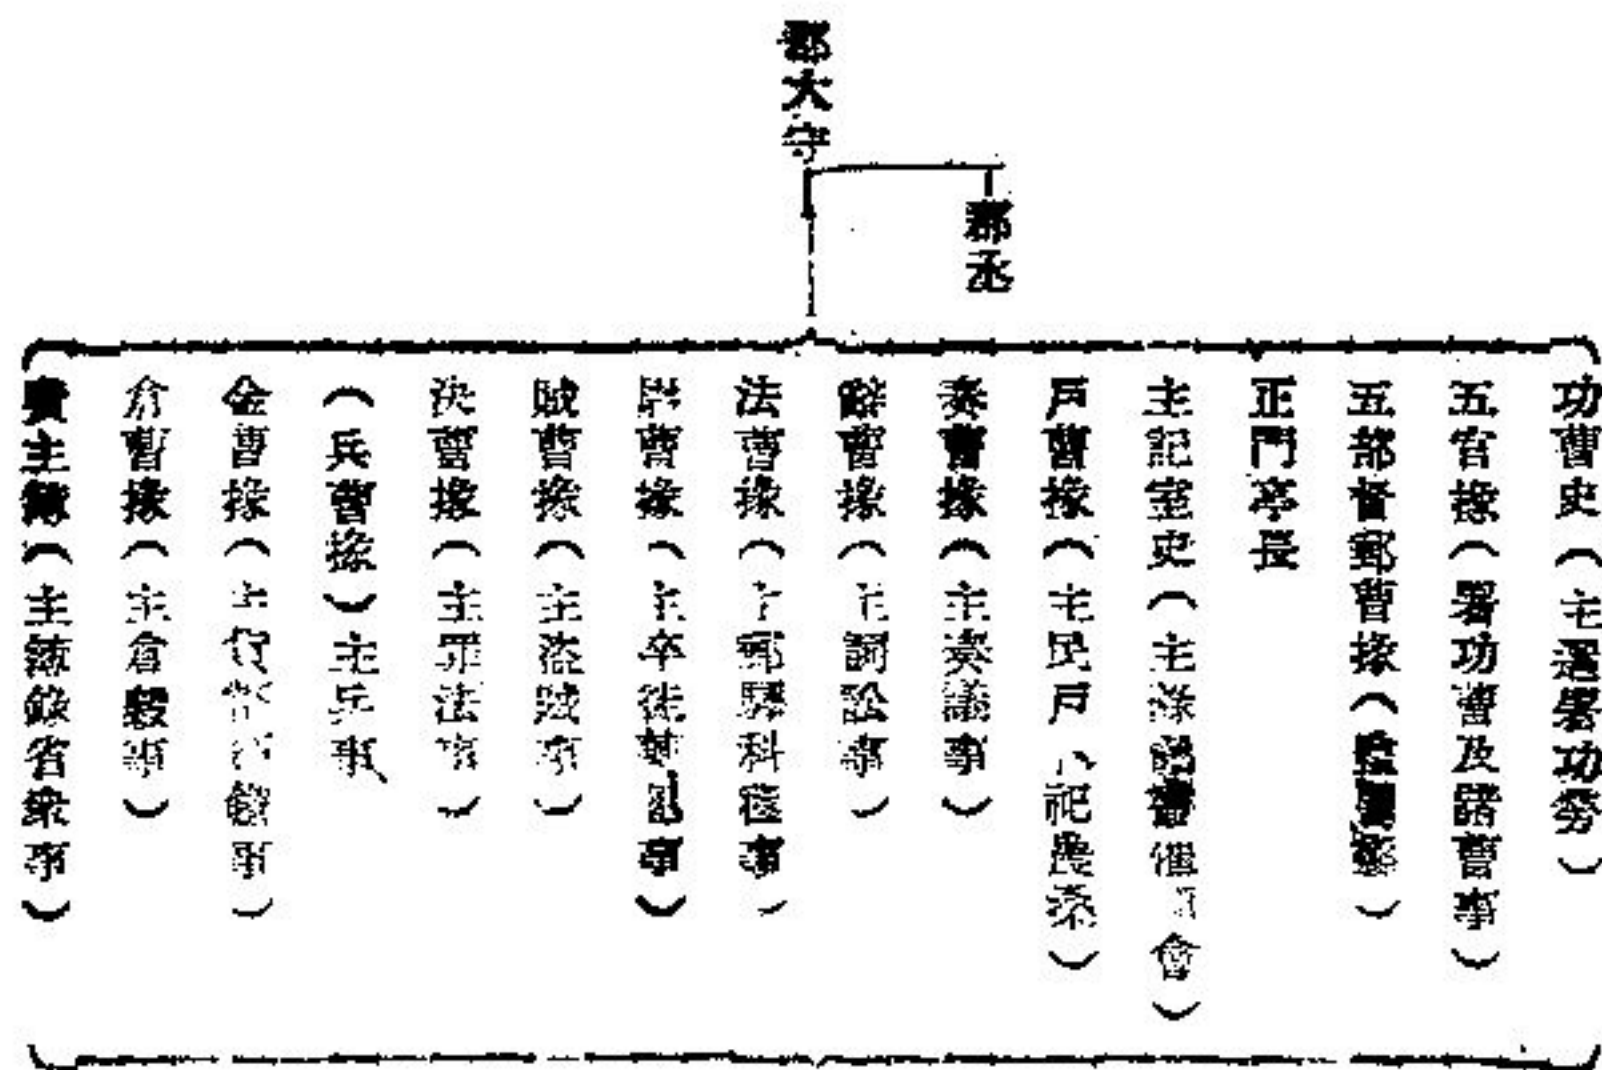 郡大守
郡丞
功曹史（主選署功勞）
五官掾（署功曹及諸曹事）
五部督郵曹掾（監屬縣）
正門亭長
主記室史（主錄記書催期會）
戶曹掾（主民戶、祀農桑）
奏曹掾（主奏議事）
辭曹掾（主詞訟事）
法曹掾（主郵驛科程事）
尉曹掾（主卒徒轉運事）
賊曹掾（主盜賊事）
決曹掾（主罪法事）
（兵曹掾）主兵事、
金曹掾（主貨幣鹽鐵事）
倉曹掾（主倉穀事）
主簿（主簿錄省眾事）